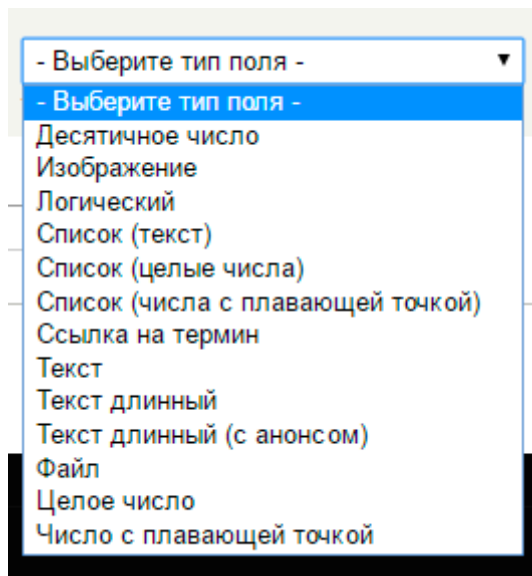 - Выберите тип поля -
- Выберите тип поля -
Десятичное число
Изображение
Логический
Список (текст)
Список (целые числа)
Список (числа с плавающей точкой)
Ссылка на термин
Текст
Текст длинный
Текст длинный (с анонсом)
Файл
Целое число
Число с плавающей точкой